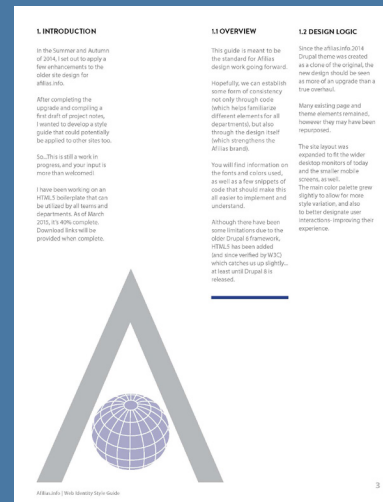 1. INTRODUCTION
In the Summer and Autumn
of 2014, I set out to apply a
few enhancements to the
older site design for
afilias.info.
After completing the
upgrade and compiling a
first draft of project notes,
I wanted to develop a style
guide that could potentially
be applied to other sites too.
So...This is still a work in
progress, and your input is
more than welcomed!
I have been working on an
HTML5 boilerplate that can
be utilized by all teams and
departments. As of March
2015, it's 40% complete.
Download links will be
provided when complete.
1.1 OVERVIEW
This guide is meant to be
the standard for Afilias
design work going forward.
Hopefully, we can establish
some form of consistency
not only through code
(which helps familiarize
different elements for all
departments), but also
through the design itself
(which strengthens the
Afilias brand).
You will find information on
the fonts and colors used,
as well as a few snippets of
code that should make this
all easier to implement and
understand.
Although there have been
some limitations due to the
older Drupal 6 framework,
HTML5 has been added
(and since verified by W3C)
which catches us up slightly...
at least until Drupal 8 is
released.
1.2 DESIGN LOGIC
Since the afilias.info 2014
Drupal theme was created
as a clone of the original, the
new design should be seen
as more of an upgrade than a
true overhaul.
Many existing page and
theme elements remained,
however they may have been
repurposed.
The site layout was
expanded to fit the wider
desktop monitors of today
and the smaller mobile
screens, as well.
The main color palette grew
slightly to allow for more
style variation, and also
to better designate user
interactions-improving their
experience.
Afilias.info | Web Identity Style Guide
3